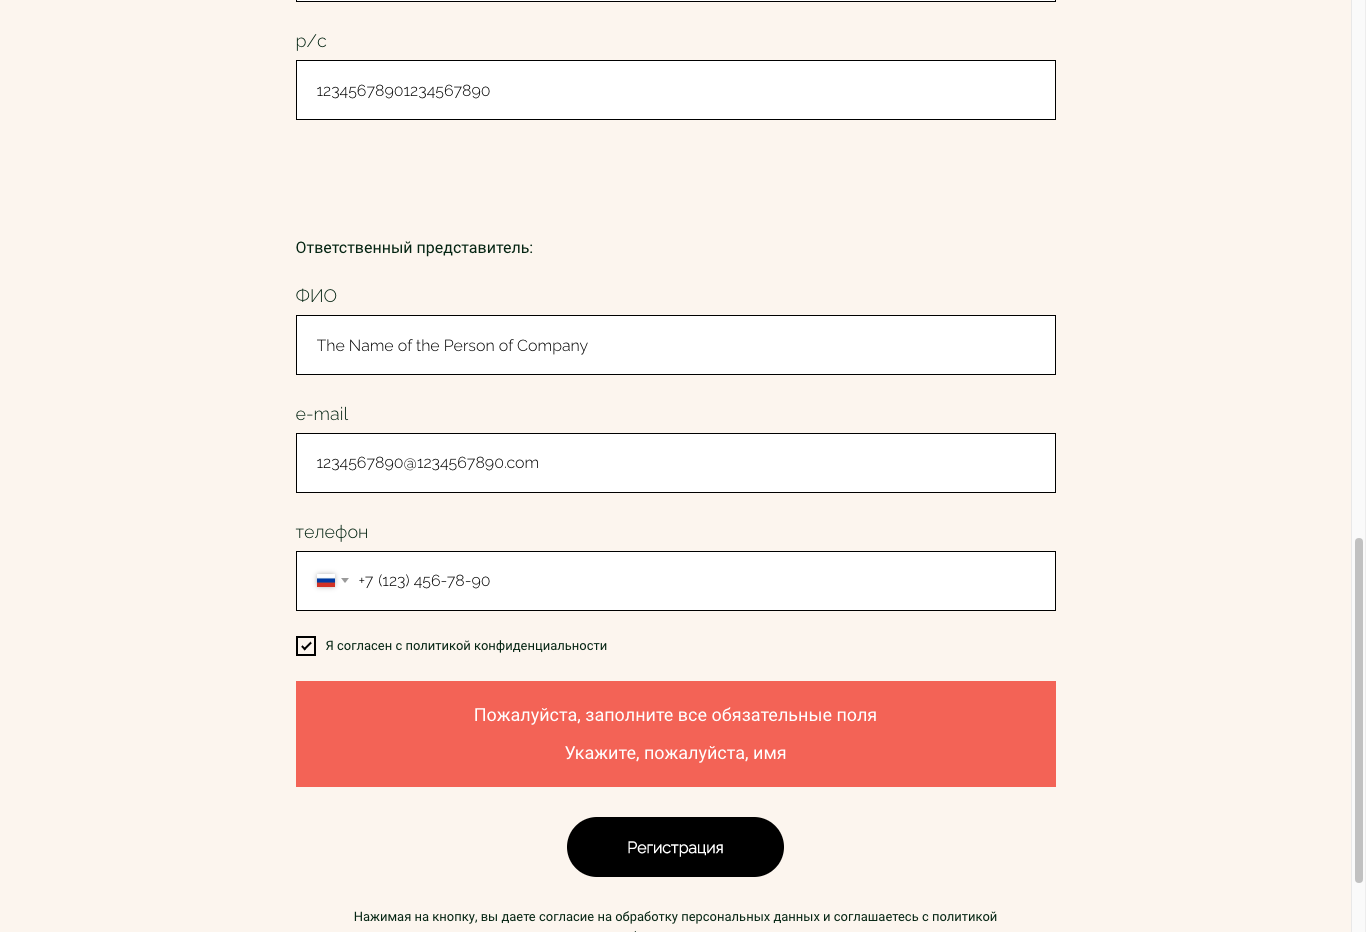 р/с
12345678901234567890
Ответственный представитель:
ФИО
The Name of the Person of Company
e-mail
1234567890@1234567890.com
телефон
+7 (123) 456-78-90
Я согласен с политикой конфиденциальности
Пожалуйста, заполните все обязательные поля
Укажите, пожалуйста, имя
Регистрация
Нажимая на кнопку, вы даете согласие на обработку персональных данных и соглашаетесь c политикой